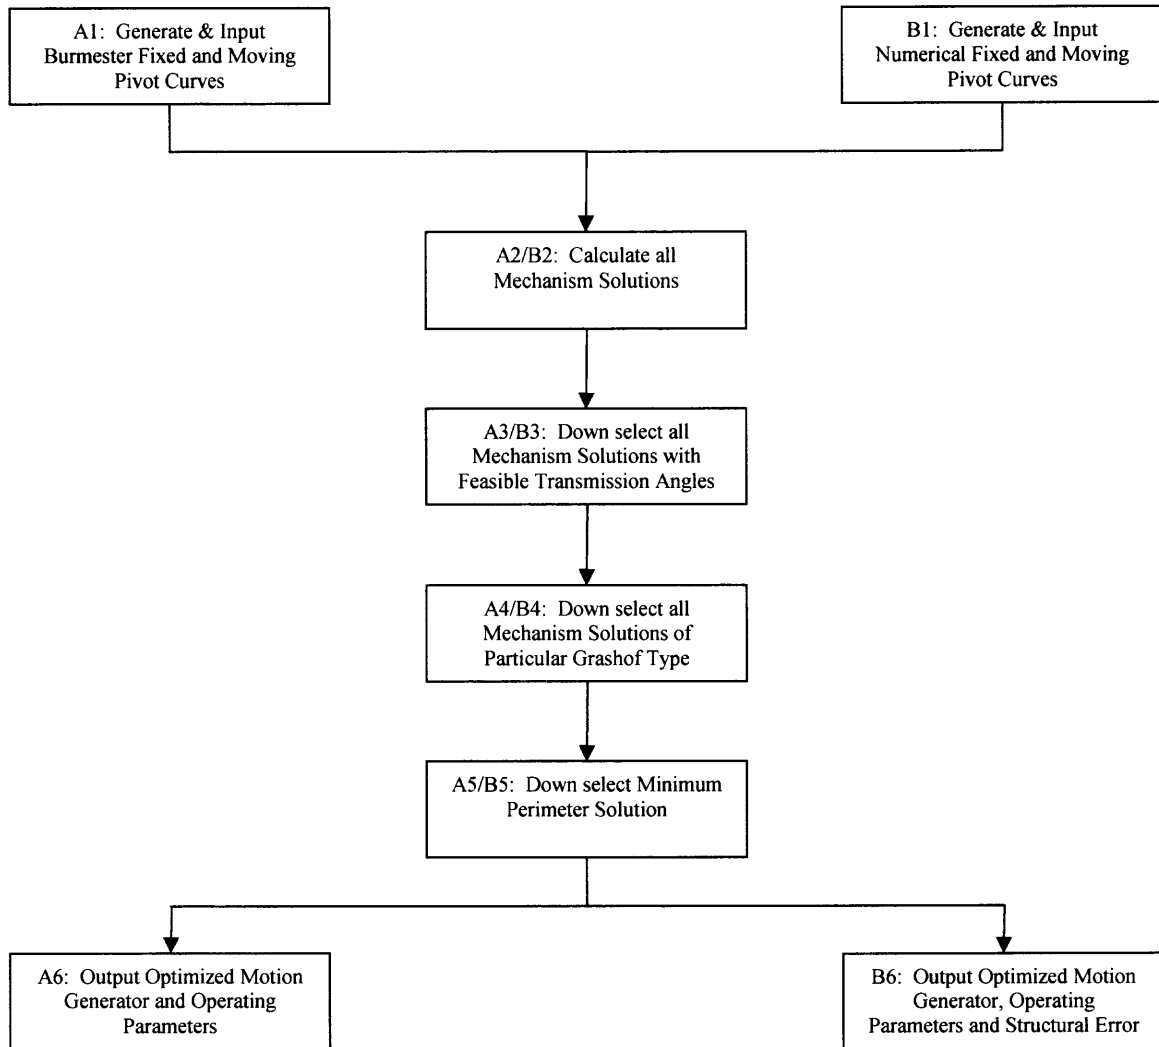 A1: Generate & Input
Burmester Fixed and Moving
Pivot Curves
B1: Generate & Input
Numerical Fixed and Moving
Pivot Curves
A2/B2: Calculate all
Mechanism Solutions
A3/B3: Down select all
Mechanism Solutions with
Feasible Transmission Angles
A4/B4: Down select all
Mechanism Solutions of
Particular Grashof Type
A5/B5: Down select Minimum
Perimeter Solution
A6: Output Optimized Motion
Generator and Operating
Parameters
B6: Output Optimized Motion
Generator, Operating
Parameters and Structural Error